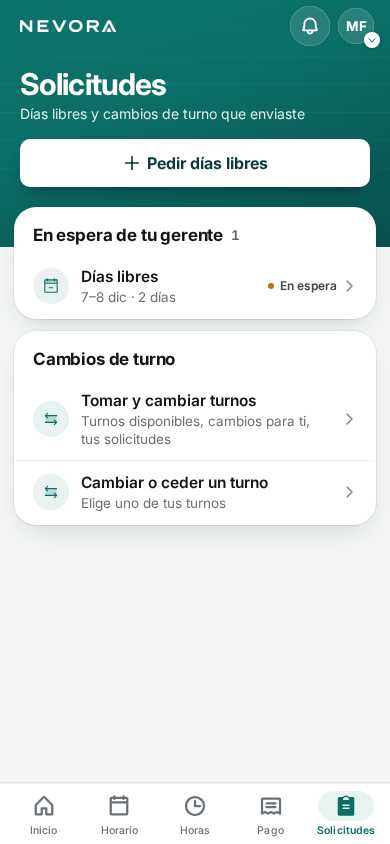 NEVORA
MF
Solicitudes
Días libres y cambios de turno que enviaste
Pedir días libres
En espera de tu gerente 1
Días libres
7–8 dic · 2 días
En espera
Cambios de turno
Tomar y cambiar turnos
Turnos disponibles, cambios para ti,
tus solicitudes
Cambiar o ceder un turno
Elige uno de tus turnos
Inicio
Horario
Horas
Pago
Solicitudes